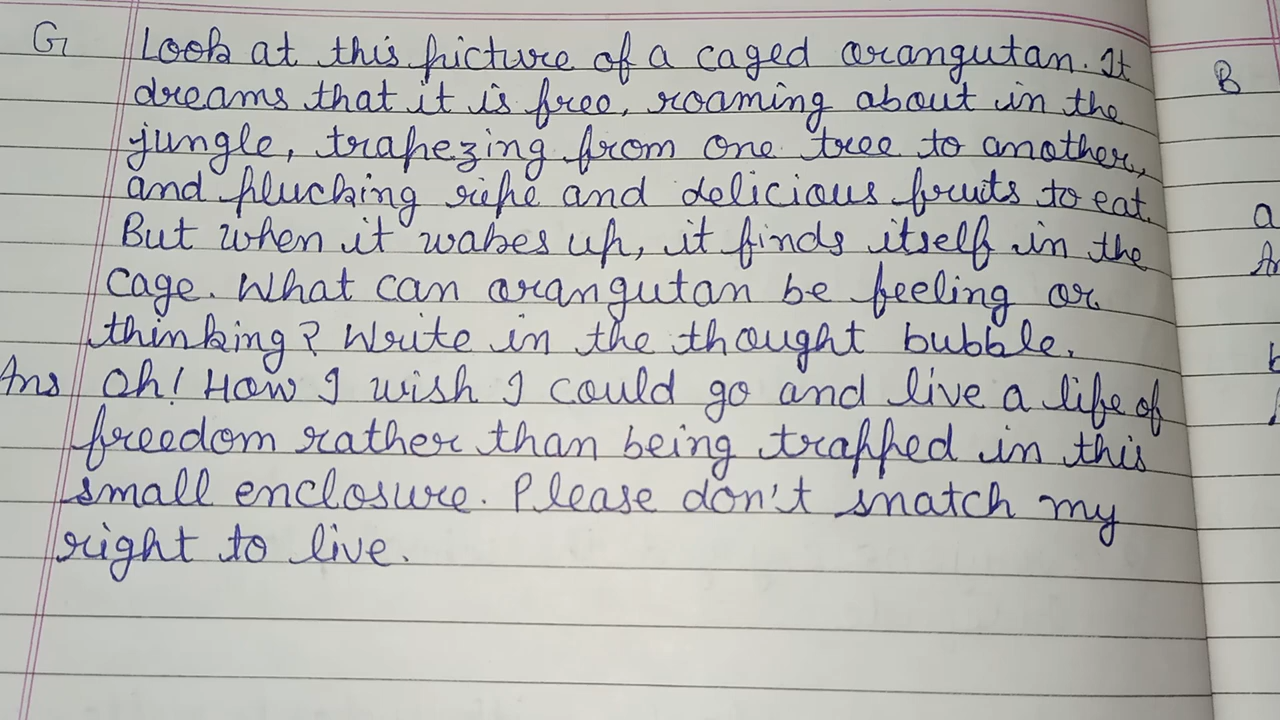 G Look at this picture of a caged orangutan. It
dreams that it is free, roaming about in the
jungle, trapezing from one tree to another,
and plucking ripe and delicious fruits to eat.
But when it wakes up, it finds itself in the
cage. What can orangutan be feeling or
thinking? Write in the thought bubble.
Ans Oh! How I wish I could go and live a life of
freedom rather than being trapped in this
small enclosure. Please don't snatch my
right to live.
B
a